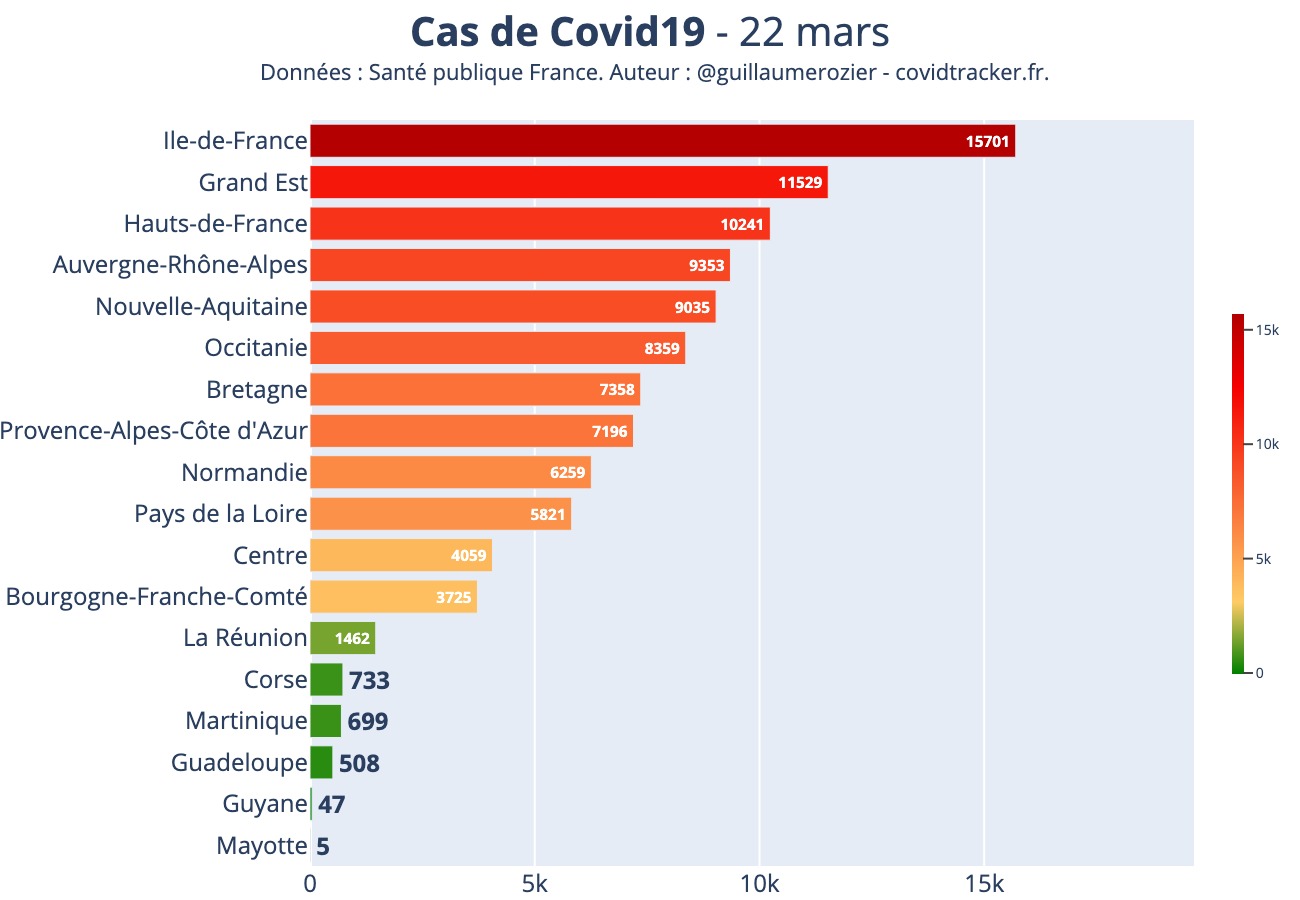 Cas de Covid19 - 22 mars
Données : Santé publique France. Auteur : @guillaumerozier - covidtracker.fr.
Ile-de-France 15701
Grand Est 11529
Hauts-de-France 10241
Auvergne-Rhône-Alpes 9353
Nouvelle-Aquitaine 9035
Occitanie 8359
Bretagne 7358
Provence-Alpes-Côte d'Azur 7196
Normandie 6259
Pays de la Loire 5821
Centre 4059
Bourgogne-Franche-Comté 3725
La Réunion 1462
Corse 733
Martinique 699
Guadeloupe 508
Guyane 47
Mayotte 5
0 5k 10k 15k
15k
10k
5k
0